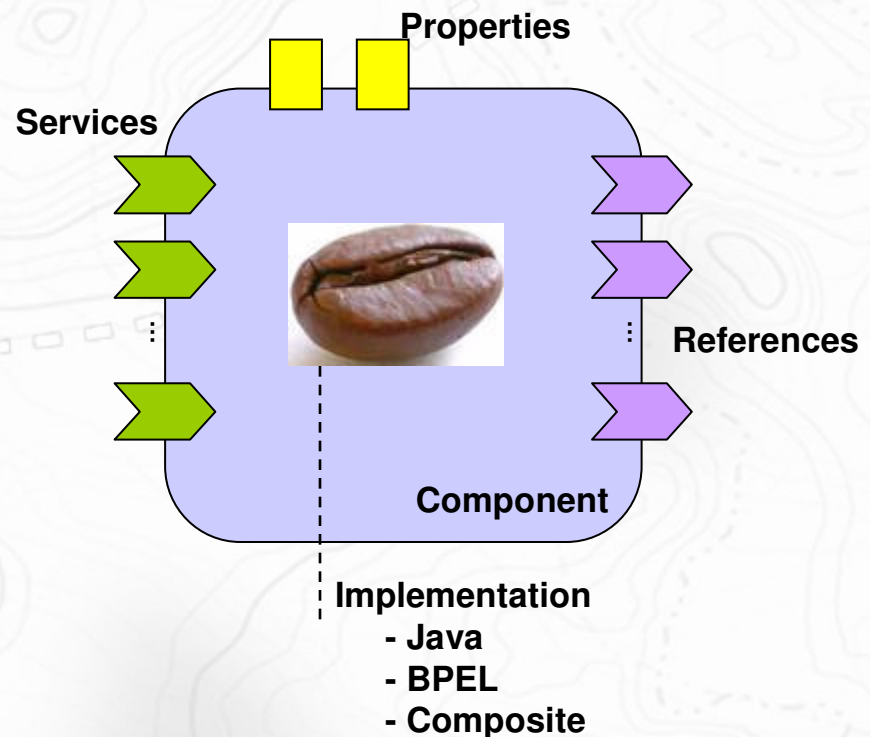 Properties
Services
References
Component
Implementation
- Java
- BPEL
- Composite